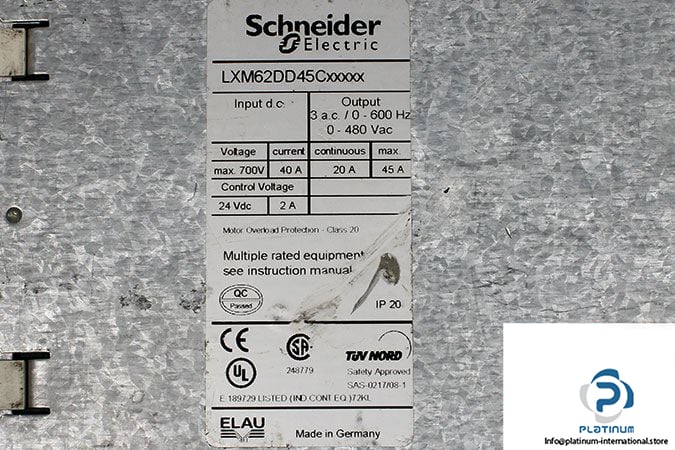 Schneider
Electric
LXM62DD45Cxxxxx
Input d.c. Output
3 a.c. / 0 - 600 Hz
0 - 480 Vac
Voltage current continuous max.
max. 700V 40 A 20 A 45 A
Control Voltage
24 Vdc 2 A
Motor Overload Protection - Class 20
Multiple rated equipment
see instruction manual
QC
Passed
IP 20
CE SA TÜV NORD
248779 Safety Approved
UL SAS-0217/08-1
E 189729 LISTED (IND.CONT.EQ.)72KL
ELAU Made in Germany
PLATINUM
Info@platinum-international.store